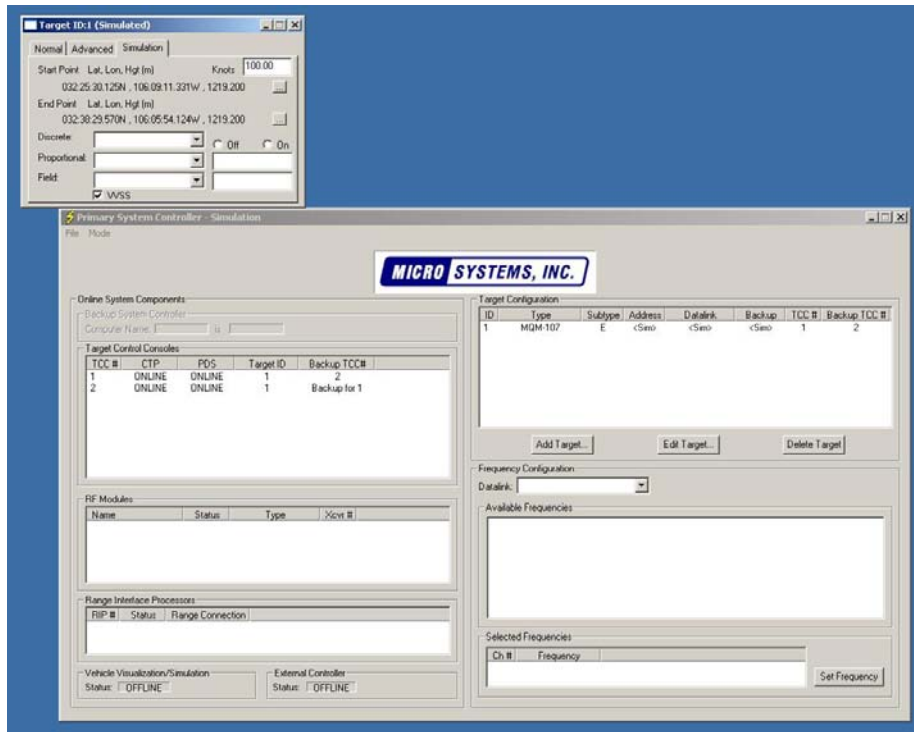 Target ID:1 (Simulated)
Normal Advanced Simulation
Start Point Lat, Lon, Hgt (m) Knots 100.00
032:25:30.125N , 106:09:11.331W , 1219.200 ...
End Point Lat, Lon, Hgt (m)
032:38:29.570N , 106:05:54.124W , 1219.200 ...
Discrete: Off On
Proportional:
Field:
VVSS
Primary System Controller - Simulation
File Mode
MICRO SYSTEMS, INC.
Online System Components
Backup System Controller
Computer Name: is
Target Control Consoles
TCC # CTP PDS Target ID Backup TCC#
1 ONLINE ONLINE 1 2
2 ONLINE ONLINE 1 Backup for 1
RF Modules
Name Status Type Xcvr #
Range Interface Processors
RIP # Status Range Connection
Vehicle Visualization/Simulation
Status: OFFLINE
External Controller
Status: OFFLINE
Target Configuration
ID Type Subtype Address Datalink Backup TCC # Backup TCC #
1 MQM-107 E <Sim> <Sim> <Sim> 1 2
Add Target... Edit Target... Delete Target
Frequency Configuration
Datalink:
Available Frequencies
Selected Frequencies
Ch # Frequency
Set Frequency